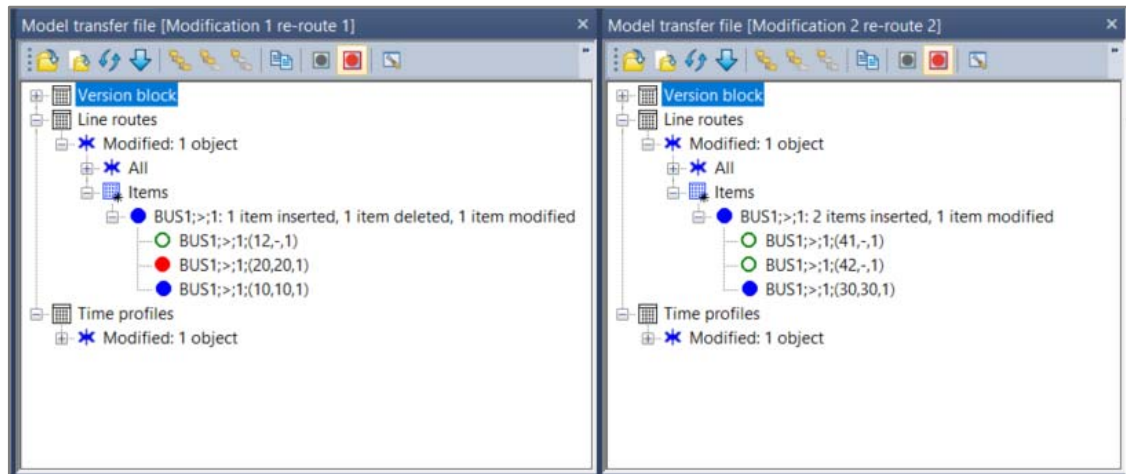 Model transfer file [Modification 1 re-route 1]
Version block
Line routes
Modified: 1 object
All
Items
BUS1;>;1: 1 item inserted, 1 item deleted, 1 item modified
BUS1;>;1;(12,-,1)
BUS1;>;1;(20,20,1)
BUS1;>;1;(10,10,1)
Time profiles
Modified: 1 object
Model transfer file [Modification 2 re-route 2]
Version block
Line routes
Modified: 1 object
All
Items
BUS1;>;1: 2 items inserted, 1 item modified
BUS1;>;1;(41,-,1)
BUS1;>;1;(42,-,1)
BUS1;>;1;(30,30,1)
Time profiles
Modified: 1 object